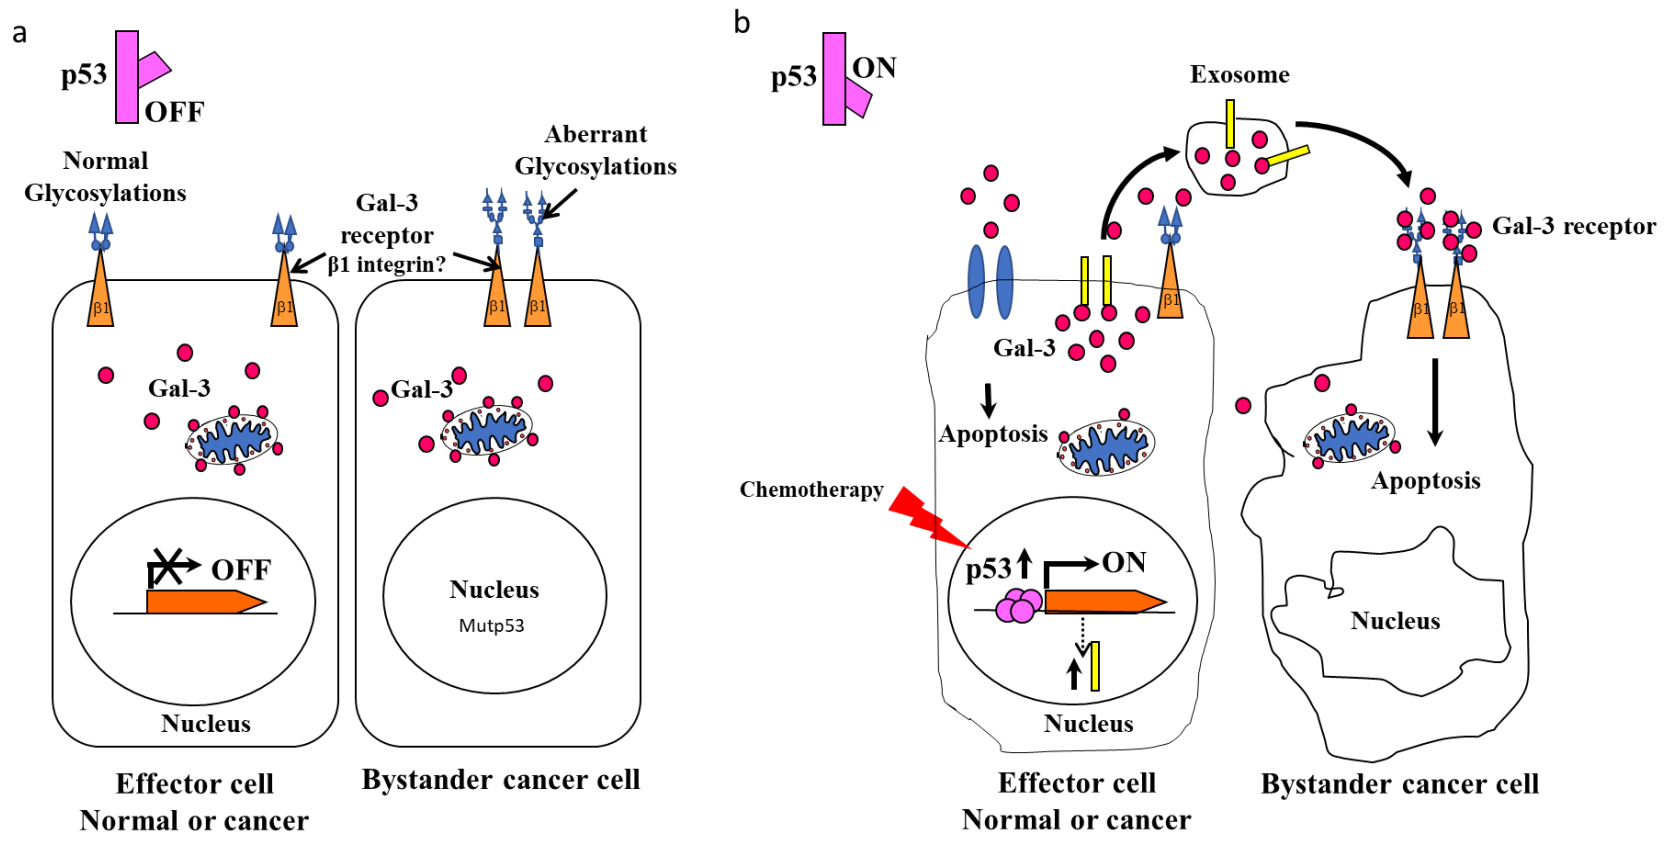 a
p53
OFF
Normal
Glycosylations
Gal-3
receptor
β1 integrin?
Aberrant
Glycosylations
β1
β1
β1
β1
Gal-3
Gal-3
OFF
Nucleus
Nucleus
Mutp53
Effector cell
Normal or cancer
Bystander cancer cell
b
p53
ON
Exosome
Gal-3 receptor
β1
β1
β1
Gal-3
Apoptosis
Apoptosis
Chemotherapy
p53
ON
Nucleus
Nucleus
Effector cell
Normal or cancer
Bystander cancer cell